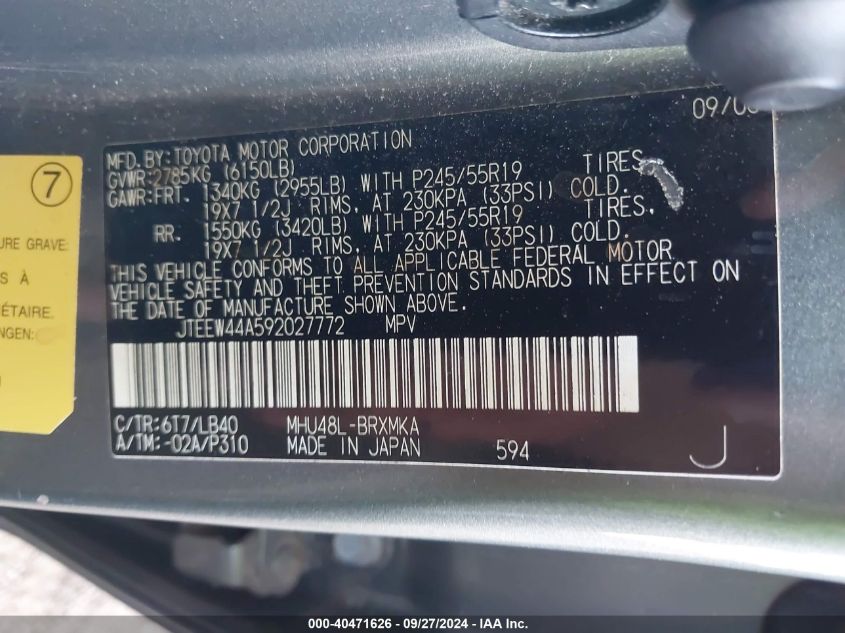 09/08
MFD. BY:TOYOTA MOTOR CORPORATION
GVWR:2785KG (6150LB)
GAWR:FRT. 1340KG (2955LB) WITH P245/55R19 TIRES,
19X7 1/2J RIMS, AT 230KPA (33PSI) COLD.
RR. 1550KG (3420LB) WITH P245/55R19 TIRES,
19X7 1/2J RIMS, AT 230KPA (33PSI) COLD.
THIS VEHICLE CONFORMS TO ALL APPLICABLE FEDERAL MOTOR
VEHICLE SAFETY AND THEFT PREVENTION STANDARDS IN EFFECT ON
THE DATE OF MANUFACTURE SHOWN ABOVE.
JTEEW44A592027772 MPV
C/TR:6T7/LB40 MHU48L-BRXMKA
A/TM:-02A/P310 MADE IN JAPAN 594
J
7
URE GRAVE:
S À
ÉTAIRE.
NGEN:
000-40471626 - 09/27/2024 - IAA Inc.